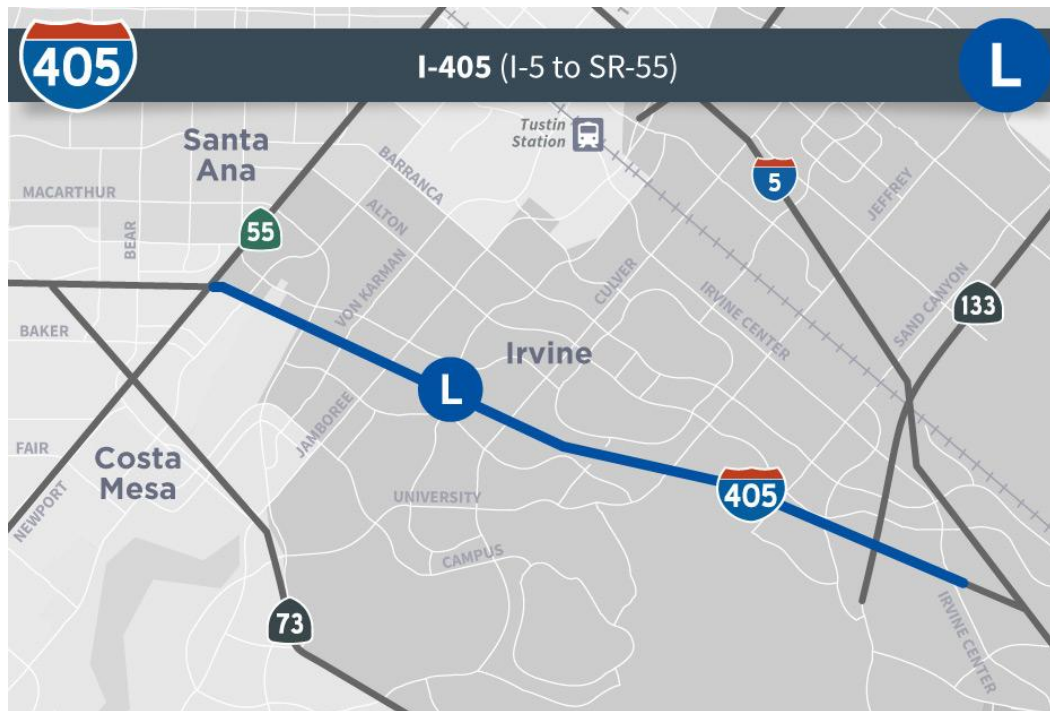 405
I-405 (I-5 to SR-55)
L
Santa
Ana
Tustin
Station
BARRANCA
5
JEFFREY
MACARTHUR
ALTON
BEAR
55
VON KARMAN
CULVER
IRVINE CENTER
SAND CANYON
133
BAKER
Irvine
L
JAMBOREE
FAIR
Costa
Mesa
405
UNIVERSITY
NEWPORT
CAMPUS
73
IRVINE CENTER